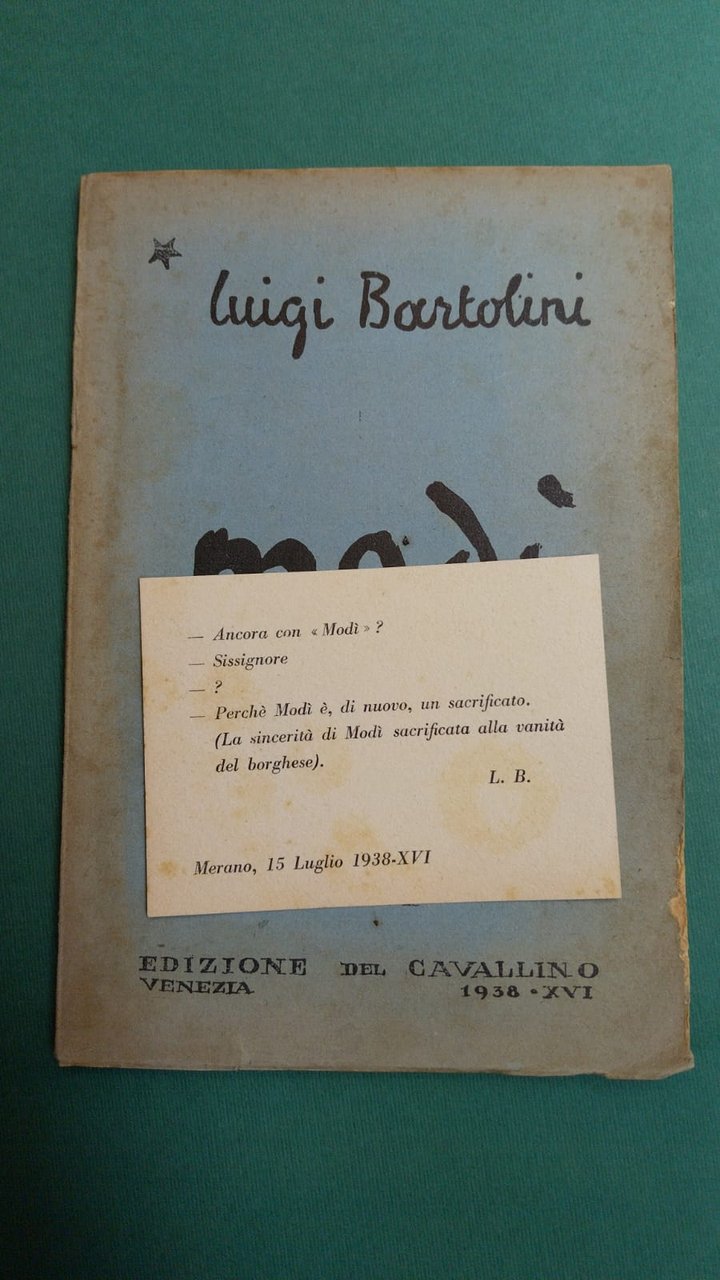 Luigi Bartolini
modì
— Ancora con « Modì » ?
— Sissignore
— ?
— Perchè Modì è, di nuovo, un sacrificato.
(La sincerità di Modì sacrificata alla vanità
del borghese).
L. B.
Merano, 15 Luglio 1938-XVI
EDIZIONE DEL CAVALLINO
VENEZIA 1938 • XVI